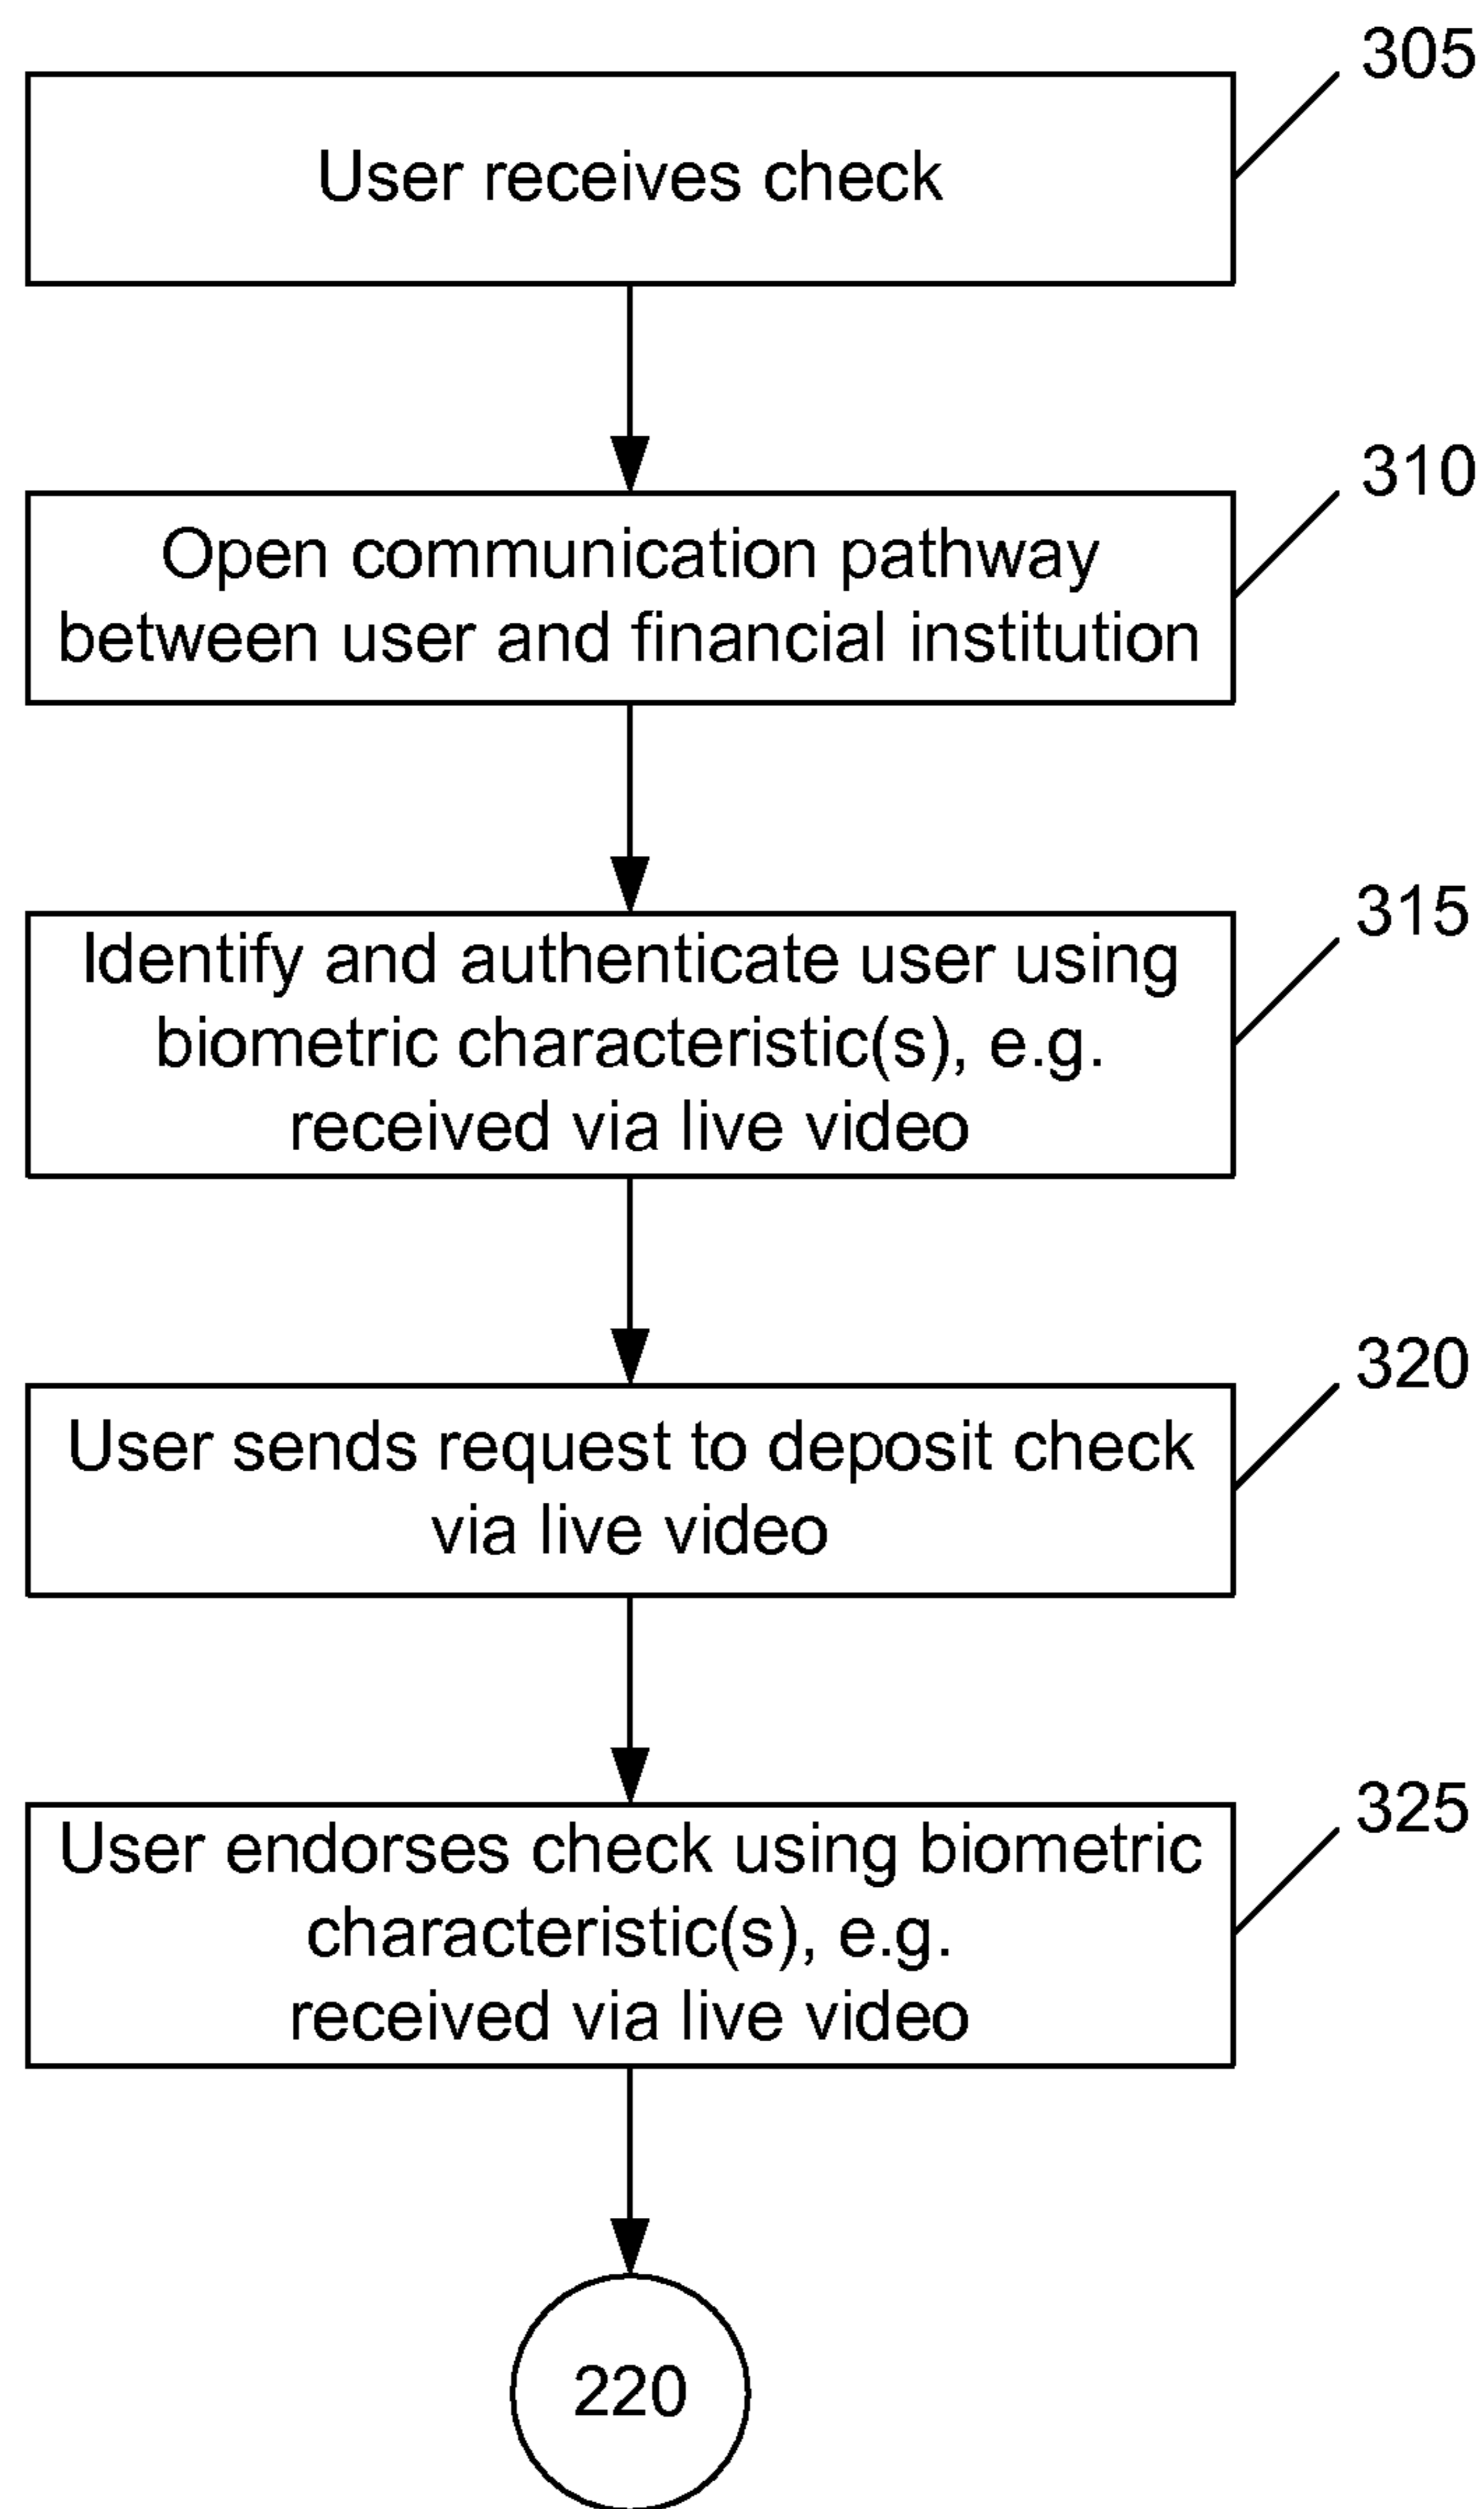 305
User receives check
310
Open communication pathway
between user and financial institution
315
Identify and authenticate user using
biometric characteristic(s), e.g.
received via live video
320
User sends request to deposit check
via live video
325
User endorses check using biometric
characteristic(s), e.g.
received via live video
220